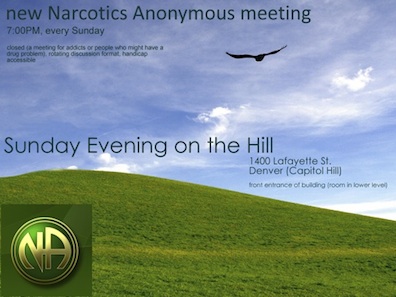 new Narcotics Anonymous meeting
7:00PM, every Sunday
closed (a meeting for addicts or people who might have a
drug problem), rotating discussion format, handicap
accessible
Sunday Evening on the Hill
1400 Lafayette St.
Denver (Capitol Hill)
front entrance of building (room in lower level)
NA